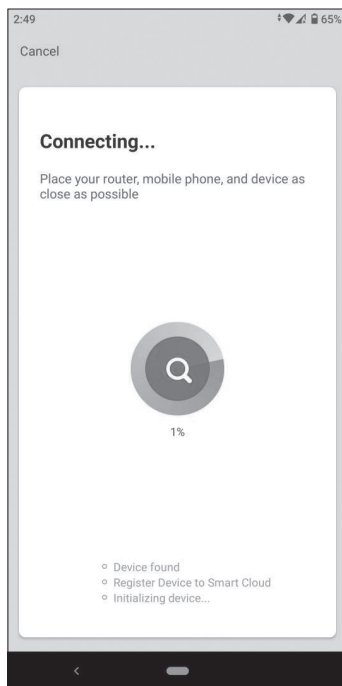 2:49
65%
Cancel
Connecting...
Place your router, mobile phone, and device as
close as possible
1%
Device found
Register Device to Smart Cloud
Initializing device...